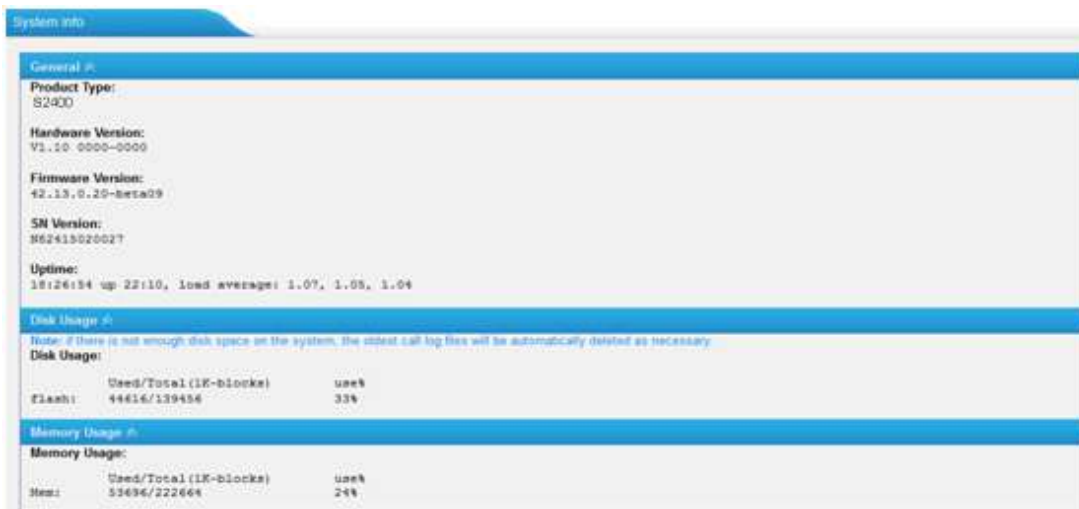 System Info
General
Product Type:
S2400
Hardware Version:
V1.10 0000-0000
Firmware Version:
42.13.0.20-beta09
SN Version:
N62415020027
Uptime:
18:26:54 up 22:10, load average: 1.07, 1.05, 1.04
Disk Usage
Note: if there is not enough disk space on the system, the oldest call log files will be automatically deleted as necessary.
Disk Usage:
Used/Total(1K-blocks) use%
flash: 44616/139456 33%
Memory Usage
Memory Usage:
Used/Total(1K-blocks) use%
Mem: 53696/222664 24%